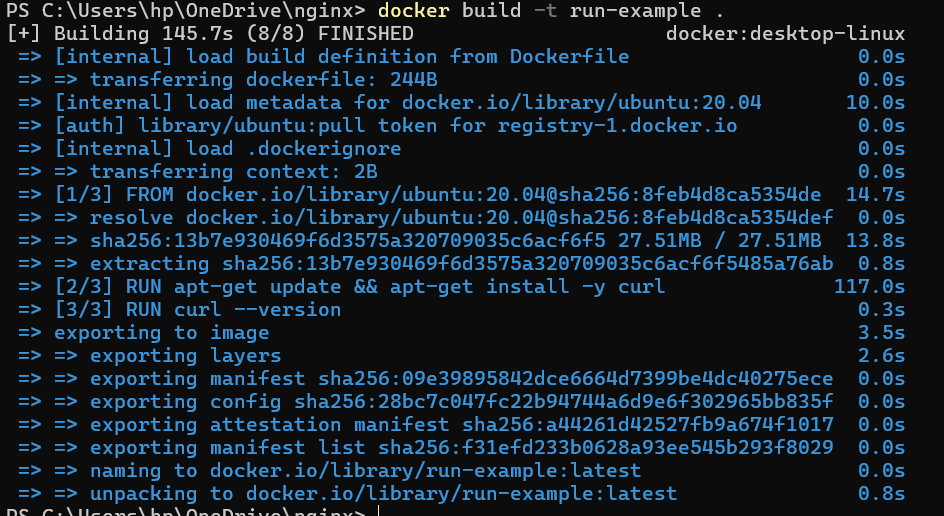 PS C:\Users\hp\OneDrive\nginx> docker build -t run-example .
[+] Building 145.7s (8/8) FINISHED docker:desktop-linux
=> [internal] load build definition from Dockerfile 0.0s
=> => transferring dockerfile: 244B 0.0s
=> [internal] load metadata for docker.io/library/ubuntu:20.04 10.0s
=> [auth] library/ubuntu:pull token for registry-1.docker.io 0.0s
=> [internal] load .dockerignore 0.0s
=> => transferring context: 2B 0.0s
=> [1/3] FROM docker.io/library/ubuntu:20.04@sha256:8feb4d8ca5354de 14.7s
=> => resolve docker.io/library/ubuntu:20.04@sha256:8feb4d8ca5354def 0.0s
=> => sha256:13b7e930469f6d3575a320709035c6acf6f5 27.51MB / 27.51MB 13.8s
=> => extracting sha256:13b7e930469f6d3575a320709035c6acf6f5485a76ab 0.8s
=> [2/3] RUN apt-get update && apt-get install -y curl 117.0s
=> [3/3] RUN curl --version 0.3s
=> exporting to image 3.5s
=> => exporting layers 2.6s
=> => exporting manifest sha256:09e39895842dce6664d7399be4dc40275ece 0.0s
=> => exporting config sha256:28bc7c047fc22b94744a6d9e6f302965bb835f 0.0s
=> => exporting attestation manifest sha256:a44261d42527fb9a674f1017 0.0s
=> => exporting manifest list sha256:f31efd233b0628a93ee545b293f8029 0.0s
=> => naming to docker.io/library/run-example:latest 0.0s
=> => unpacking to docker.io/library/run-example:latest 0.8s
PS C:\Users\hp\OneDrive\nginx>